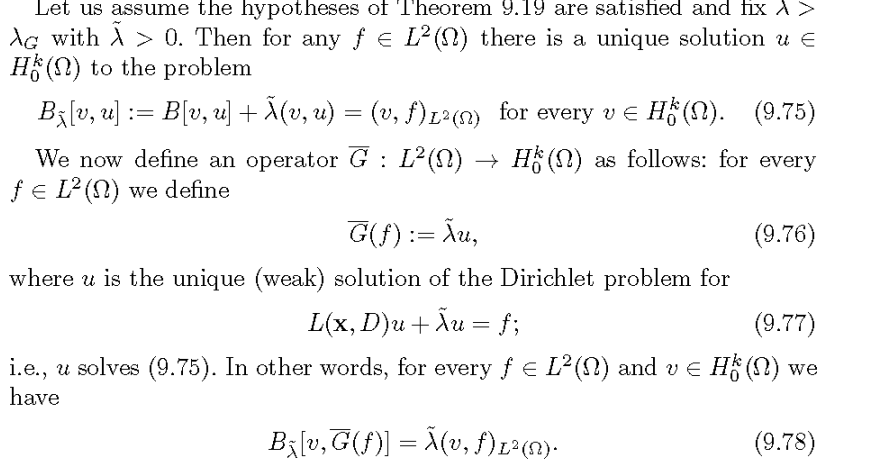 Let us assume the hypotheses of Theorem 9.19 are satisfied and fix λ >
λ_G with λ̃ > 0. Then for any f ∈ L²(Ω) there is a unique solution u ∈
H₀ᵏ(Ω) to the problem
B_λ̃[v, u] := B[v, u] + λ̃(v, u) = (v, f)_{L²(Ω)} for every v ∈ H₀ᵏ(Ω). (9.75)
We now define an operator G̅ : L²(Ω) → H₀ᵏ(Ω) as follows: for every
f ∈ L²(Ω) we define
G̅(f) := λ̃u, (9.76)
where u is the unique (weak) solution of the Dirichlet problem for
L(x, D)u + λ̃u = f; (9.77)
i.e., u solves (9.75). In other words, for every f ∈ L²(Ω) and v ∈ H₀ᵏ(Ω) we
have
B_λ̃[v, G̅(f)] = λ̃(v, f)_{L²(Ω)}. (9.78)